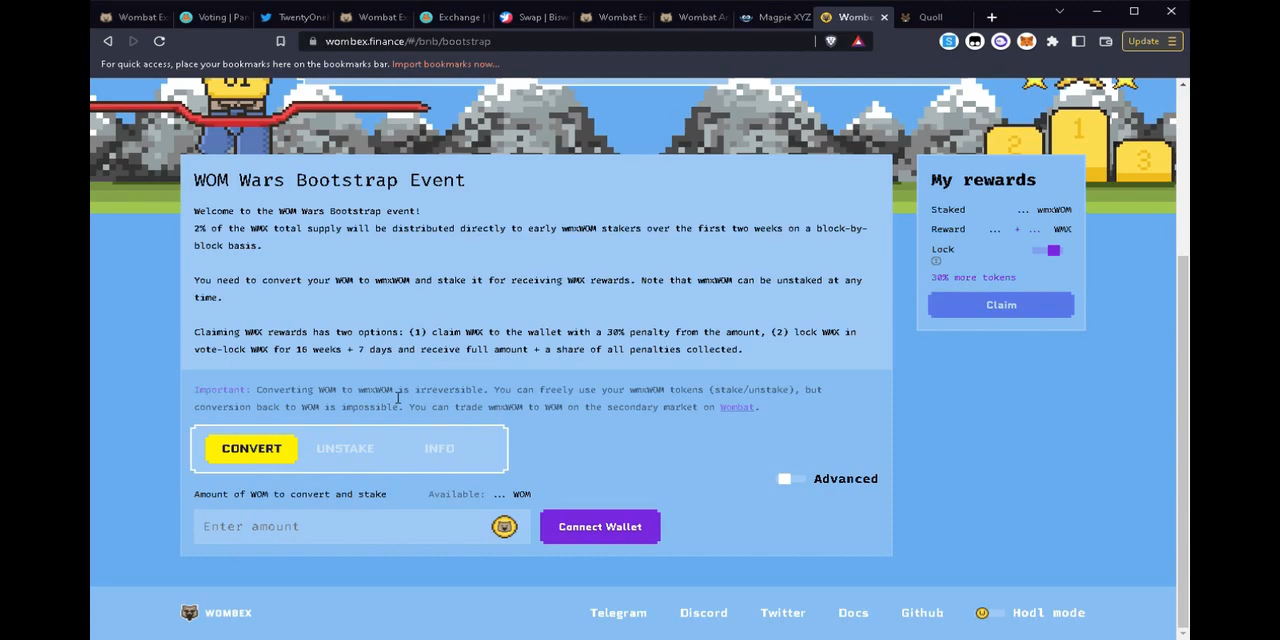 Wombat Ex
Voting | Pan
TwentyOne
Wombat Ex
Exchange |
Swap | Bisw
Wombat Ex
Wombat Ar
Magpie XYZ
Wombe
Quoll
wombex.finance/#/bnb/bootstrap
Update
For quick access, place your bookmarks here on the bookmarks bar. Import bookmarks now...
2 1 3
WOM Wars Bootstrap Event
Welcome to the WOM Wars Bootstrap event!
2% of the WMX total supply will be distributed directly to early wmxWOM stakers over the first two weeks on a block-by-
block basis.
You need to convert your WOM to wmxWOM and stake it for receiving WMX rewards. Note that wmxWOM can be unstaked at any
time.
Claiming WMX rewards has two options: (1) claim WMX to the wallet with a 30% penalty from the amount, (2) lock WMX in
vote-lock WMX for 16 weeks + 7 days and receive full amount + a share of all penalties collected.
Important: Converting WOM to wmxWOM is irreversible. You can freely use your wmxWOM tokens (stake/unstake), but
conversion back to WOM is impossible. You can trade wmxWOM to WOM on the secondary market on Wombat.
CONVERT UNSTAKE INFO
Advanced
Amount of WOM to convert and stake Available: ... WOM
Enter amount
Connect Wallet
My rewards
Staked ... wmxWOM
Reward ... + ... WMX
Lock
30% more tokens
Claim
WOMBEX
Telegram Discord Twitter Docs Github Hodl mode